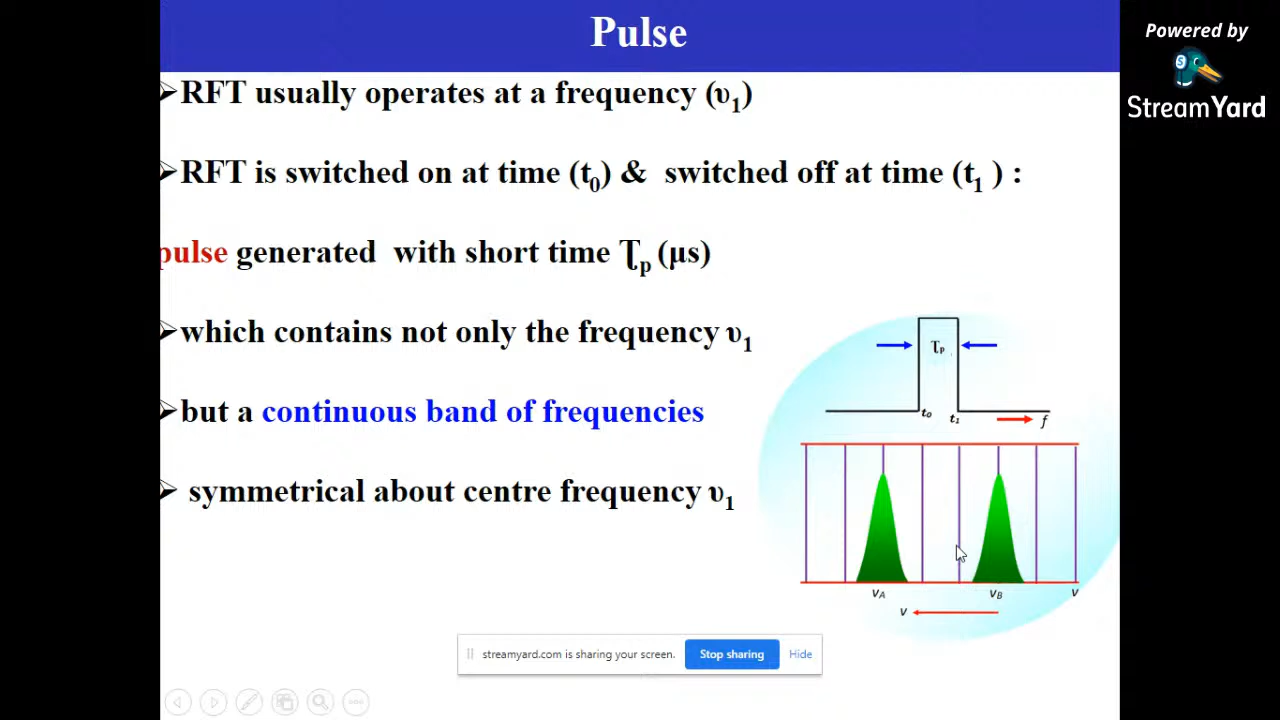 Pulse
Powered by
StreamYard
➢RFT usually operates at a frequency (υ1)
➢RFT is switched on at time (t0) & switched off at time (t1 ) :
pulse generated with short time Ʈp (μs)
➢which contains not only the frequency υ1
➢but a continuous band of frequencies
➢ symmetrical about centre frequency υ1
Ʈp
t0 t1 f
νA νB ν
ν
streamyard.com is sharing your screen. Stop sharing Hide